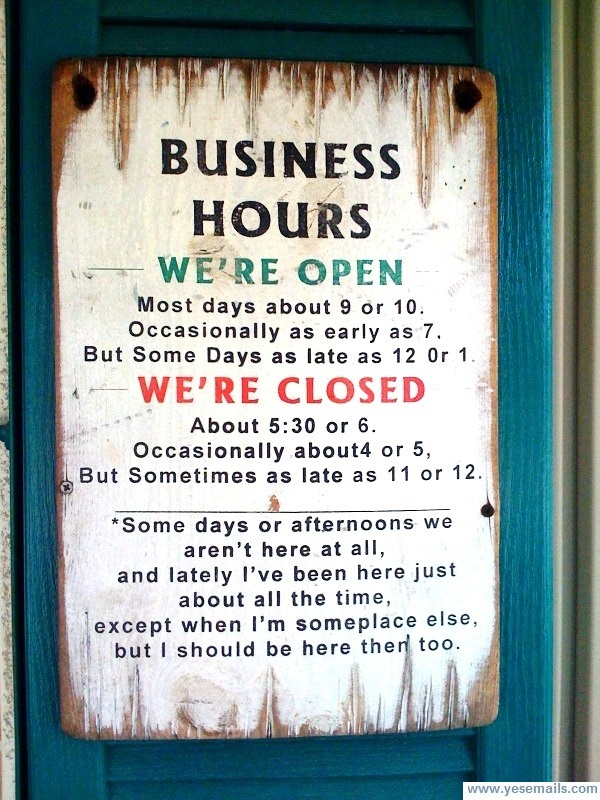 BUSINESS
HOURS
WE'RE OPEN
Most days about 9 or 10.
Occasionally as early as 7,
But Some Days as late as 12 0r 1.
WE'RE CLOSED
About 5:30 or 6.
Occasionally about4 or 5,
But Sometimes as late as 11 or 12.
*Some days or afternoons we
aren't here at all,
and lately I've been here just
about all the time,
except when I'm someplace else,
but I should be here then too.
www.yesemails.com